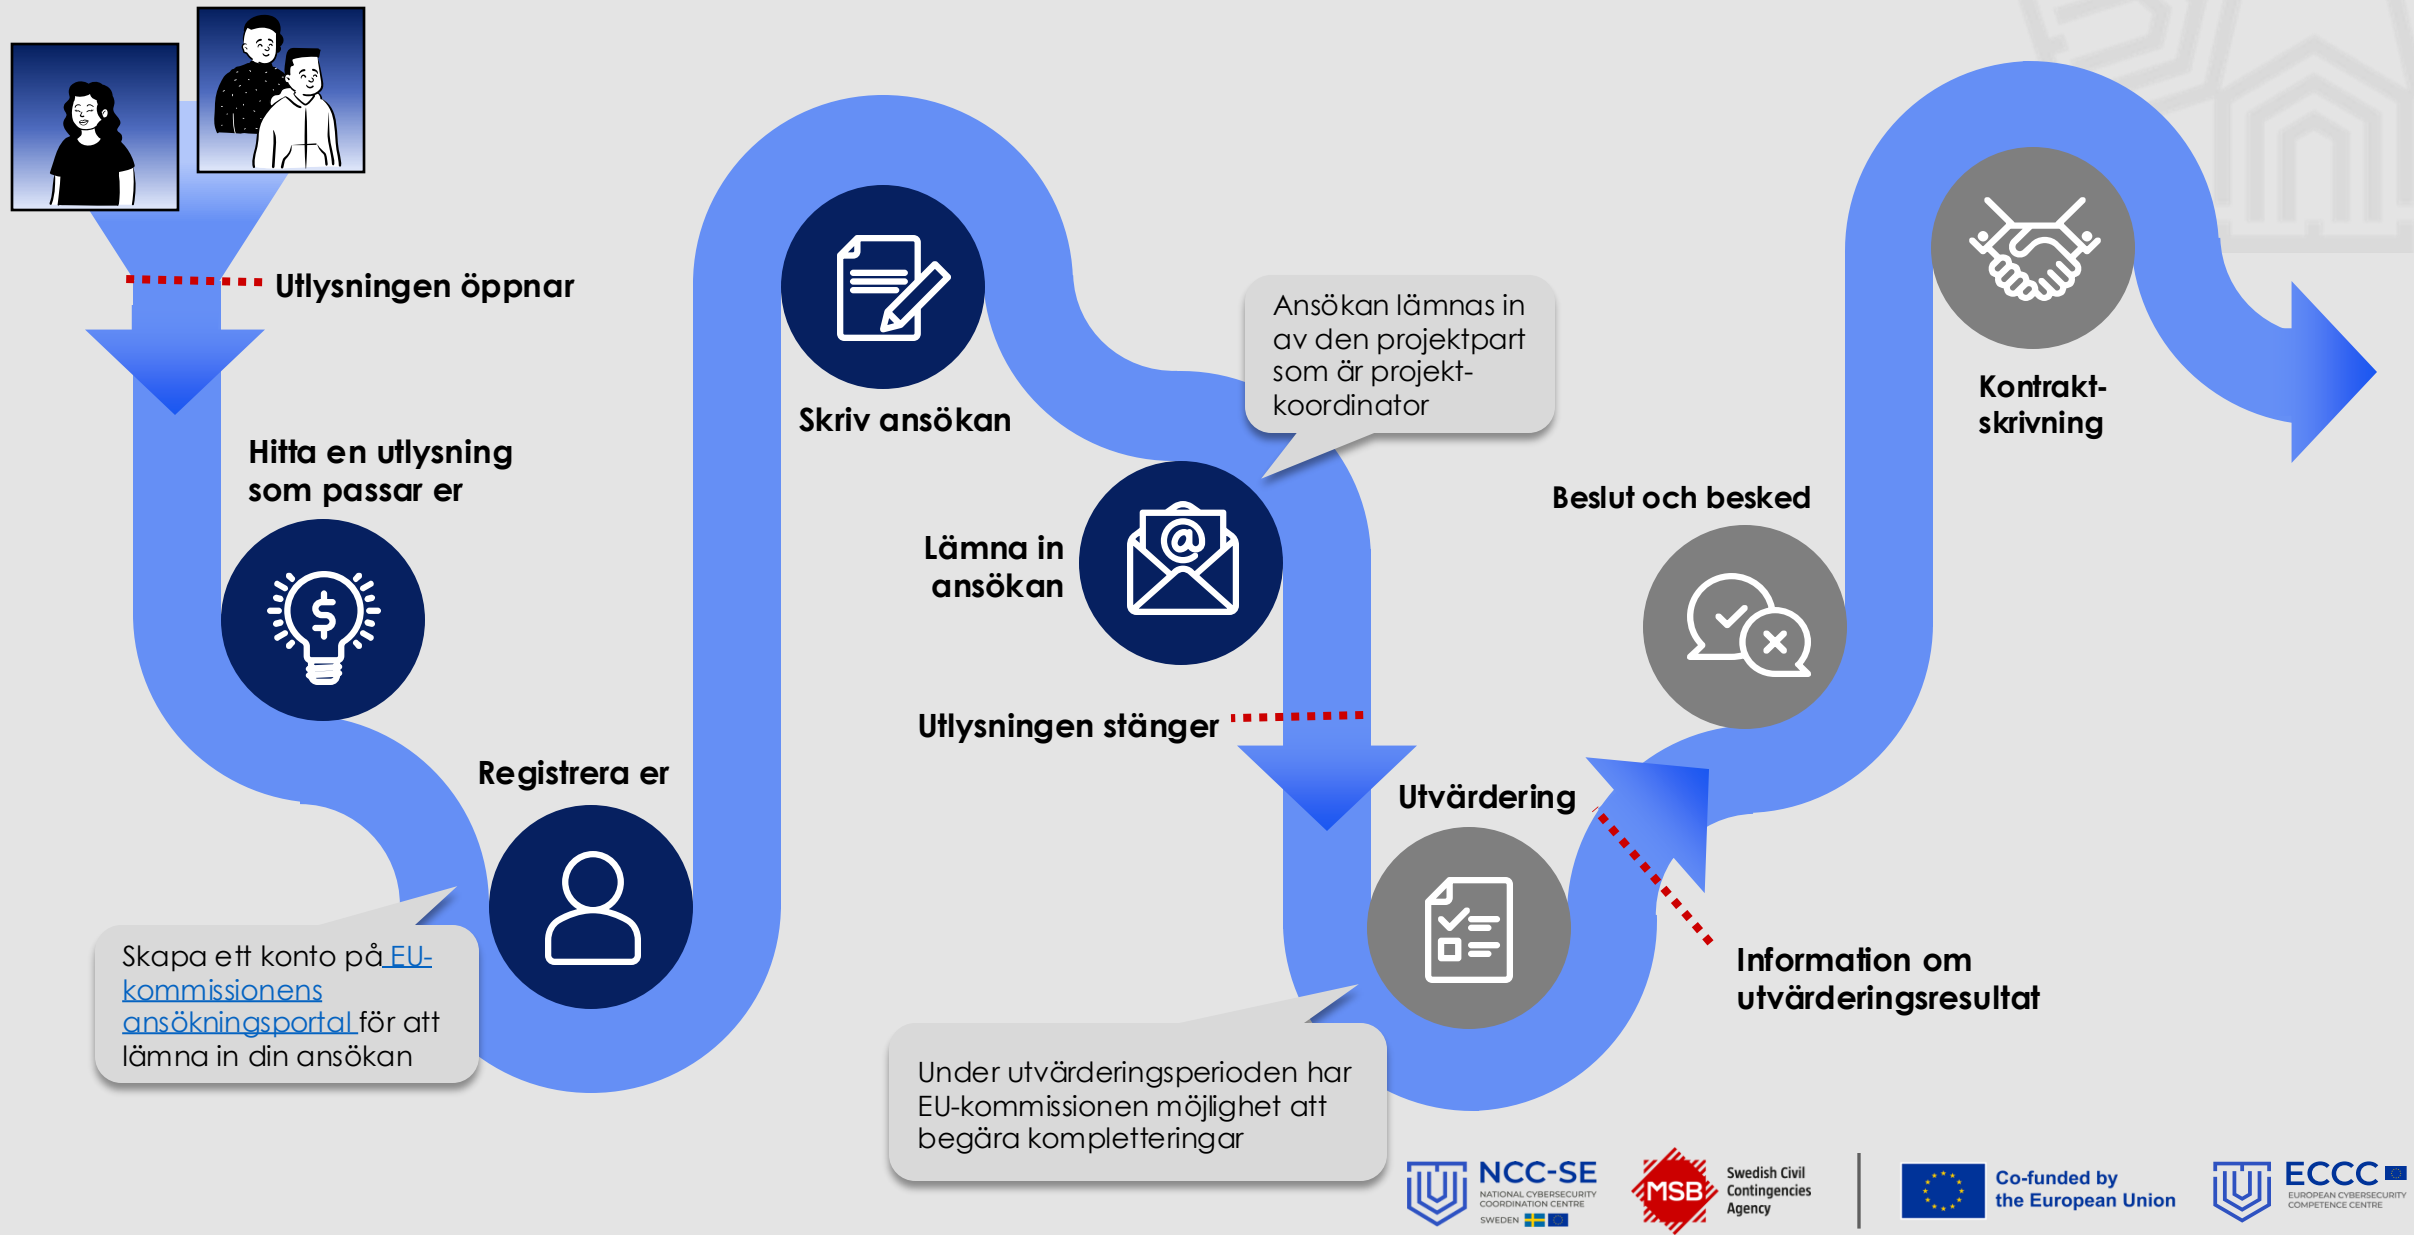 Utlysningen öppnar
Hitta en utlysning
som passar er
$
Registrera er
Skapa ett konto på EU-
kommissionens
ansökningsportal för att
lämna in din ansökan
Skriv ansökan
Ansökan lämnas in
av den projektpart
som är projekt-
koordinator
Lämna in
ansökan
@
Utlysningen stänger
Utvärdering
Under utvärderingsperioden har
EU-kommissionen möjlighet att
begära kompletteringar
Information om
utvärderingsresultat
Beslut och besked
Kontrakt-
skrivning
NCC-SE
NATIONAL CYBERSECURITY
COORDINATION CENTRE
SWEDEN
MSB
Swedish Civil
Contingencies
Agency
Co-funded by
the European Union
ECCC
EUROPEAN CYBERSECURITY
COMPETENCE CENTRE